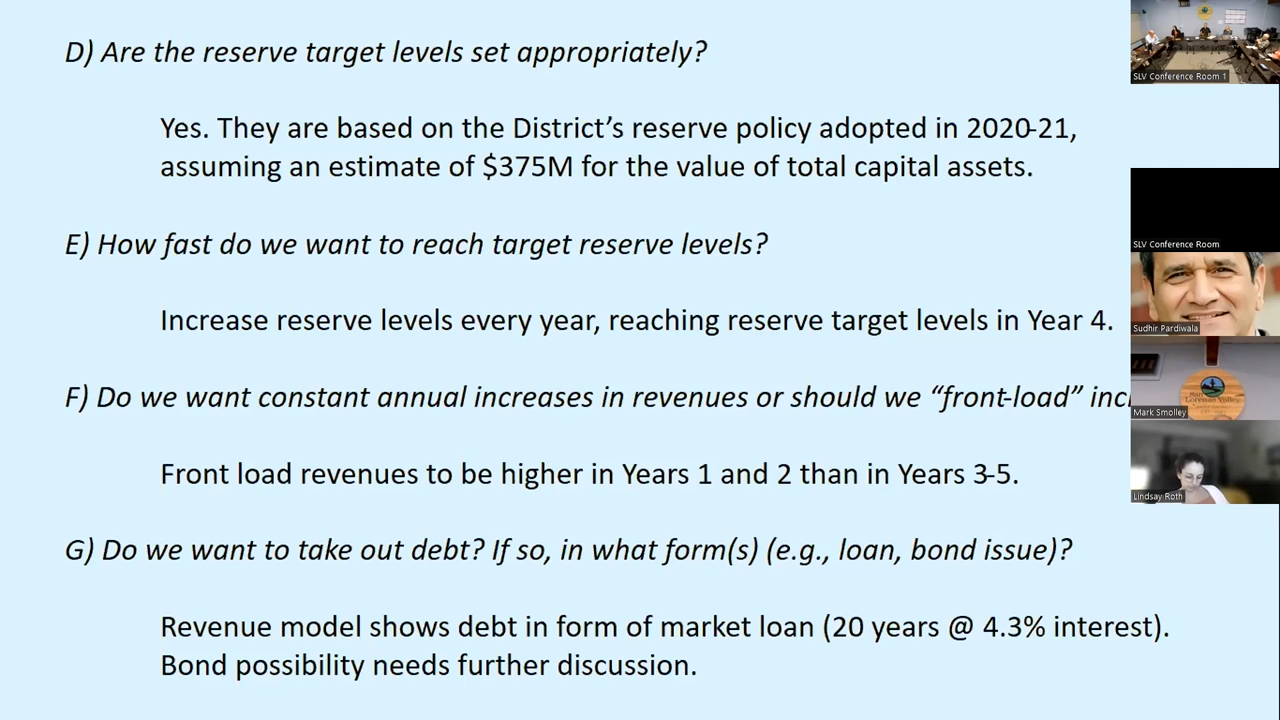 D) Are the reserve target levels set appropriately?
Yes. They are based on the District’s reserve policy adopted in 2020-21,
assuming an estimate of $375M for the value of total capital assets.
E) How fast do we want to reach target reserve levels?
Increase reserve levels every year, reaching reserve target levels in Year 4.
F) Do we want constant annual increases in revenues or should we “front-load”
Front load revenues to be higher in Years 1 and 2 than in Years 3-5.
G) Do we want to take out debt? If so, in what form(s) (e.g., loan, bond issue)?
Revenue model shows debt in form of market loan (20 years @ 4.3% interest).
Bond possibility needs further discussion.
SLV Conference Room 1
SLV Conference Room
Sudhir Pardiwala
San Lorenzo Valley
Mark Smolley
Lindsay Roth